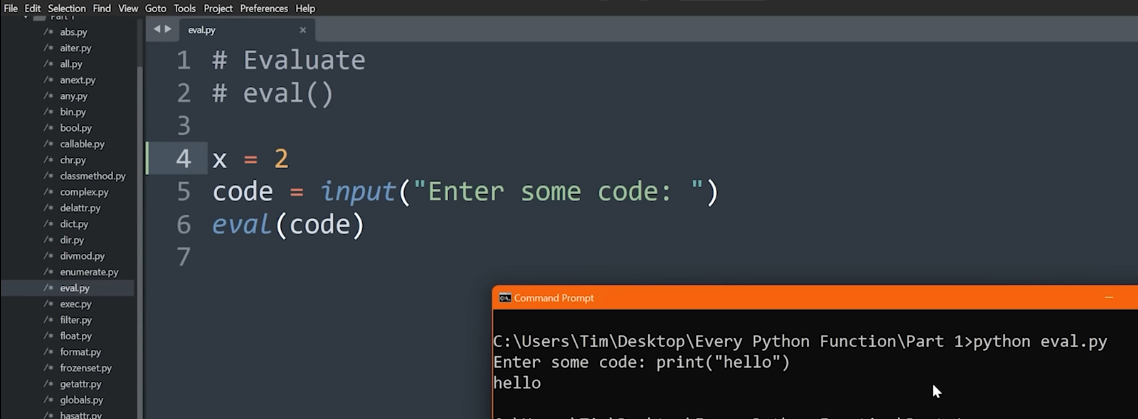 File Edit Selection Find View Goto Tools Project Preferences Help
Part 1
/* abs.py
/* aiter.py
/* all.py
/* anext.py
/* any.py
/* bin.py
/* bool.py
/* callable.py
/* chr.py
/* classmethod.py
/* complex.py
/* delattr.py
/* dict.py
/* dir.py
/* divmod.py
/* enumerate.py
/* eval.py
/* exec.py
/* filter.py
/* float.py
/* format.py
/* frozenset.py
/* getattr.py
/* globals.py
/* hasattr.py
eval.py ×
1 # Evaluate
2 # eval()
3
4 x = 2
5 code = input("Enter some code: ")
6 eval(code)
7
Command Prompt
C:\Users\Tim\Desktop\Every Python Function\Part 1>python eval.py
Enter some code: print("hello")
hello